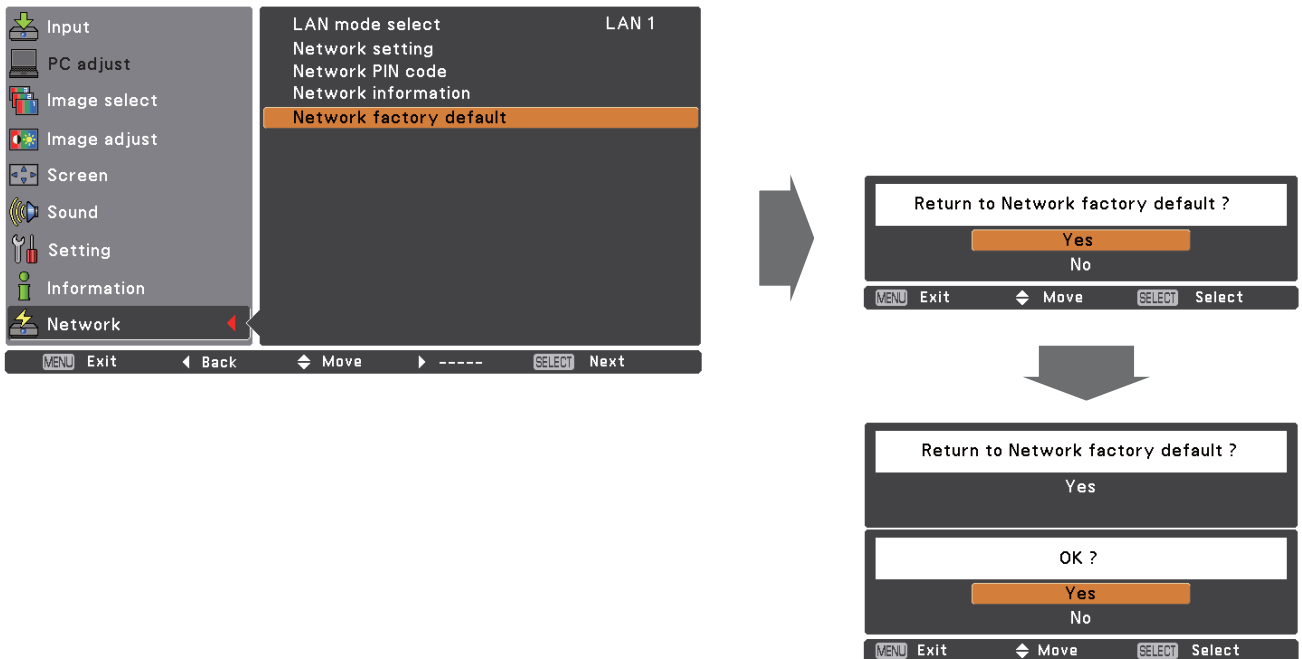 Input
PC adjust
Image select
Image adjust
Screen
Sound
Setting
Information
Network
LAN mode select LAN 1
Network setting
Network PIN code
Network information
Network factory default
MENU Exit Back Move ----- SELECT Next
Return to Network factory default ?
Yes
No
MENU Exit Move SELECT Select
Return to Network factory default ?
Yes
OK ?
Yes
No
MENU Exit Move SELECT Select